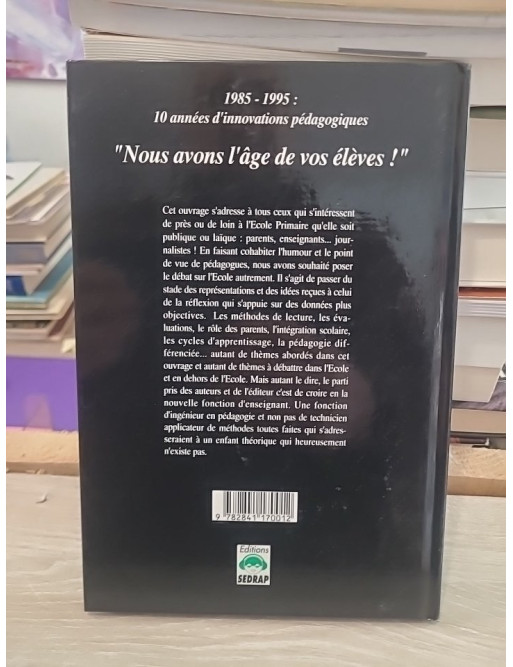 1985 - 1995 :
10 années d'innovations pédagogiques
"Nous avons l'âge de vos élèves !"
Cet ouvrage s'adresse à tous ceux qui s'intéressent
de près ou de loin à l'Ecole Primaire qu'elle soit
publique ou laïque : parents, enseignants... jour-
nalistes ! En faisant cohabiter l'humour et le point
de vue de pédagogues, nous avons souhaité poser
le débat sur l'Ecole autrement. Il s'agit de passer du
stade des représentations et des idées reçues à celui
de la réflexion qui s'appuie sur des données plus
objectives. Les méthodes de lecture, les éva-
luations, le rôle des parents, l'intégration scolaire,
les cycles d'apprentissage, la pédagogie dif-
férenciée... autant de thèmes abordés dans cet
ouvrage et autant de thèmes à débattre dans l'Ecole
et en dehors de l'Ecole. Mais autant le dire, le parti
pris des auteurs et de l'éditeur c'est de croire en la
nouvelle fonction d'enseignant. Une fonction
d'ingénieur en pédagogie et non pas de technicien
applicateur de méthodes toutes faites qui s'adres-
seraient à un enfant théorique qui heureusement
n'existe pas.
9 782841 170012
Editions
SEDRAP